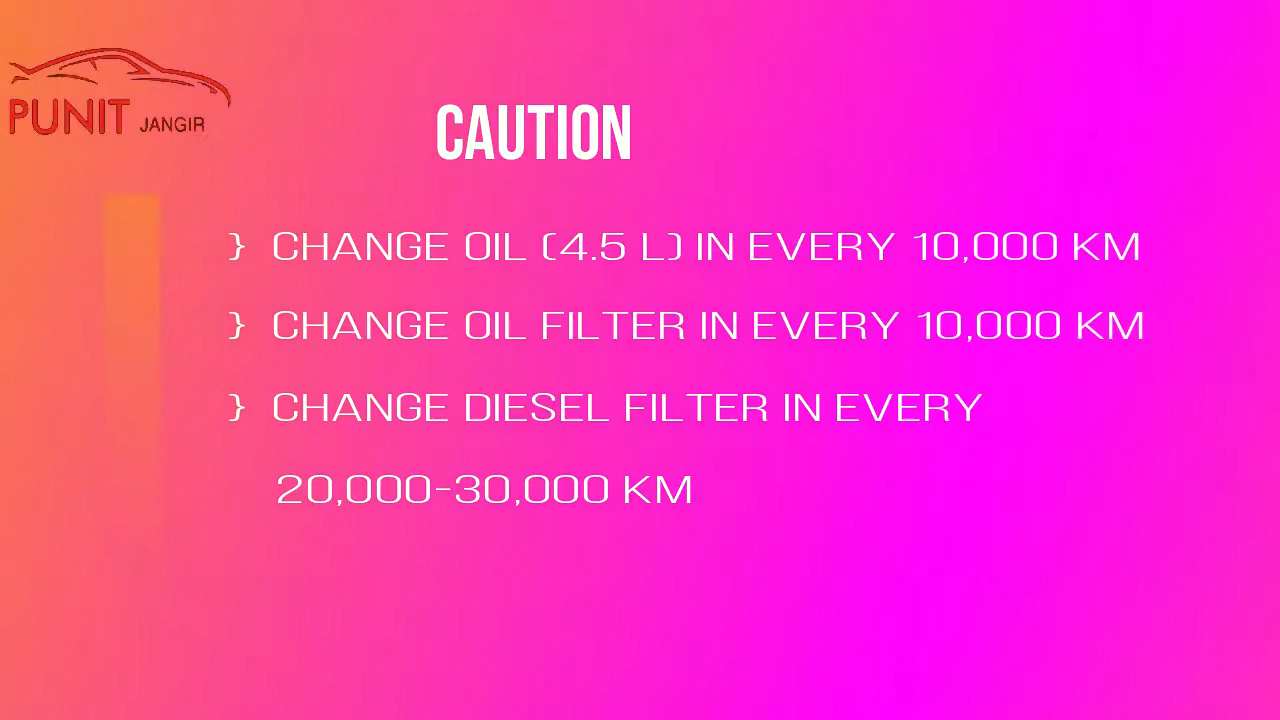 PUNIT JANGIR
CAUTION
} CHANGE OIL (4.5 L) IN EVERY 10,000 KM
} CHANGE OIL FILTER IN EVERY 10,000 KM
} CHANGE DIESEL FILTER IN EVERY
20,000-30,000 KM